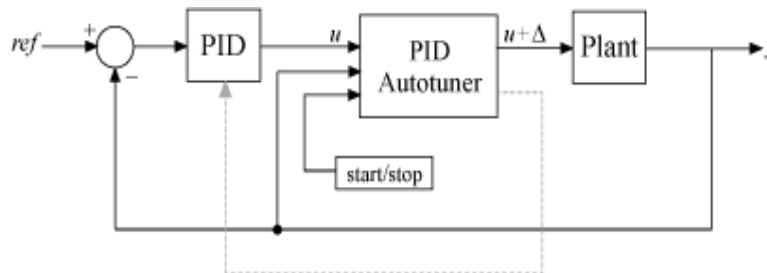 ref
+
−
PID
u
PID
Autotuner
u+Δ
Plant
start/stop